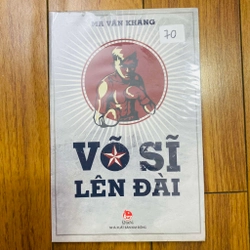 MA VĂN KHÁNG
70
VÕ SĨ
LÊN ĐÀI